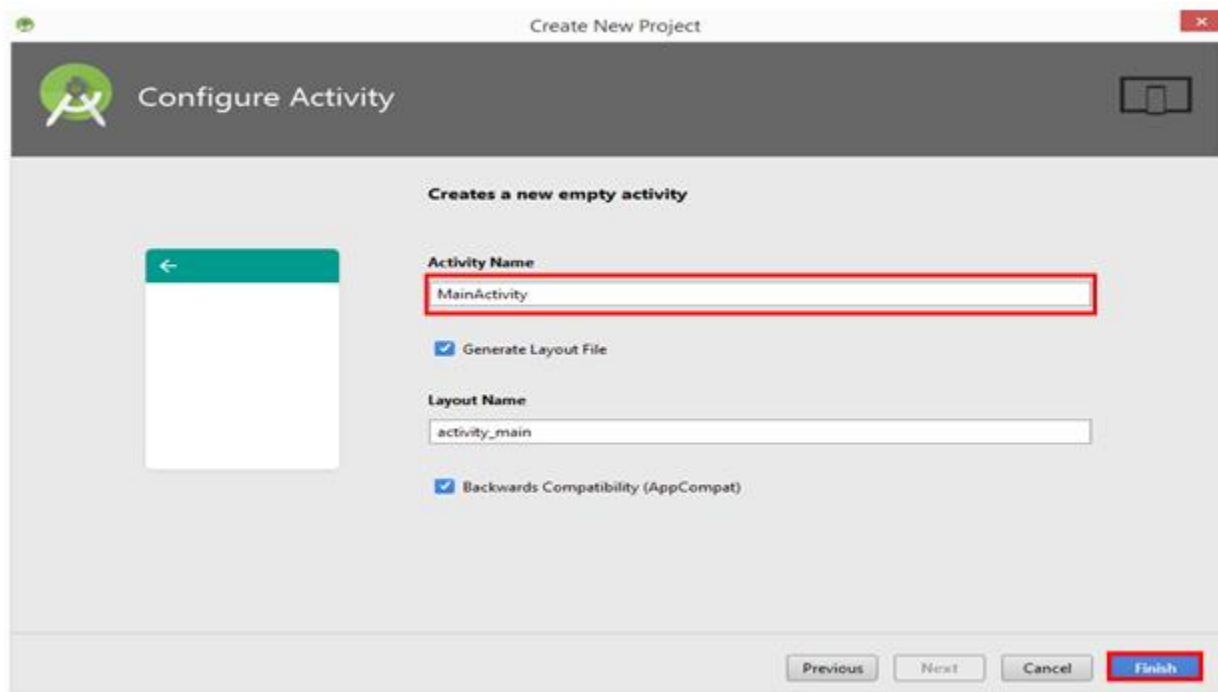 Create New Project
Configure Activity
Creates a new empty activity
Activity Name
MainActivity
Generate Layout File
Layout Name
activity_main
Backwards Compatibility (AppCompat)
Previous Next Cancel Finish